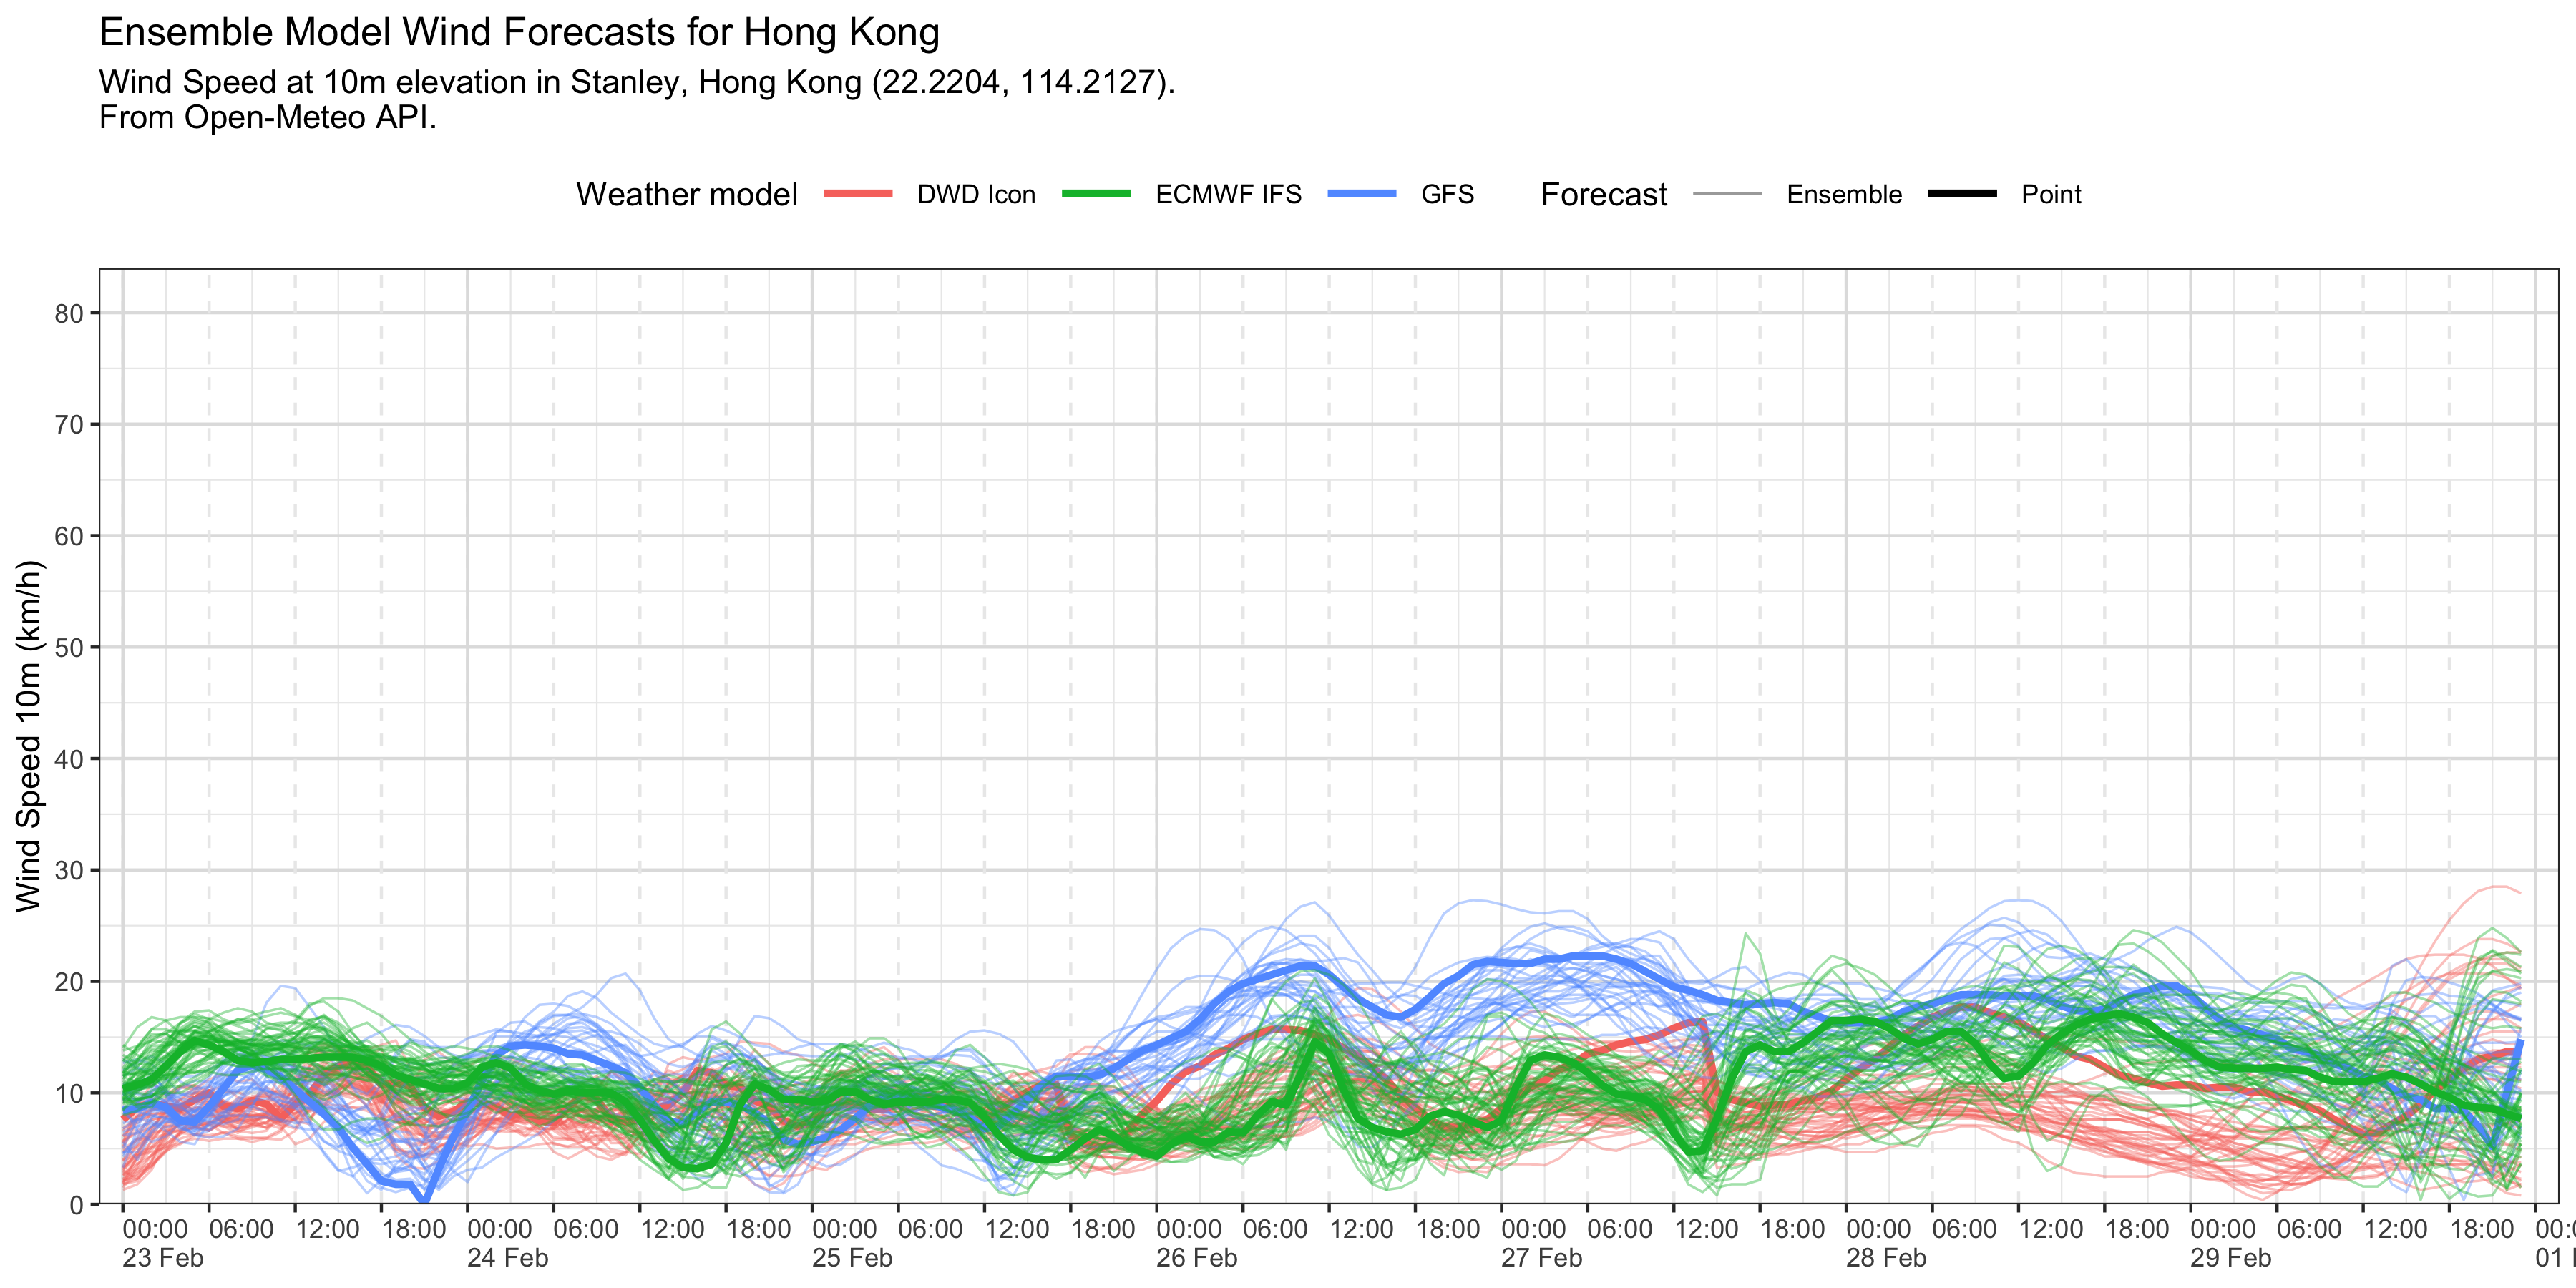 Ensemble Model Wind Forecasts for Hong Kong
Wind Speed at 10m elevation in Stanley, Hong Kong (22.2204, 114.2127).
From Open-Meteo API.
Weather model DWD Icon ECMWF IFS GFS Forecast Ensemble Point
Wind Speed 10m (km/h)
80
70
60
50
40
30
20
10
0
00:00 06:00 12:00 18:00 00:00 06:00 12:00 18:00 00:00 06:00 12:00 18:00 00:00 06:00 12:00 18:00 00:00 06:00 12:00 18:00 00:00 06:00 12:00 18:00 00:00 06:00 12:00 18:00 00:0
23 Feb 24 Feb 25 Feb 26 Feb 27 Feb 28 Feb 29 Feb 01